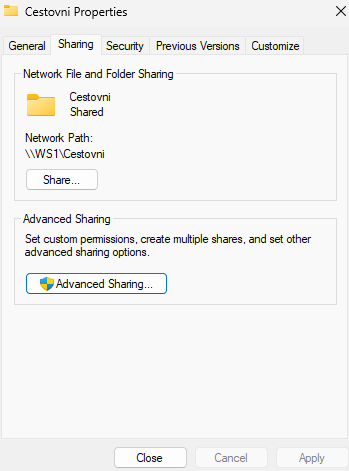 Cestovni Properties
General Sharing Security Previous Versions Customize
Network File and Folder Sharing
Cestovni
Shared
Network Path:
\\WS1\Cestovni
Share...
Advanced Sharing
Set custom permissions, create multiple shares, and set other
advanced sharing options.
Advanced Sharing...
Close Cancel Apply